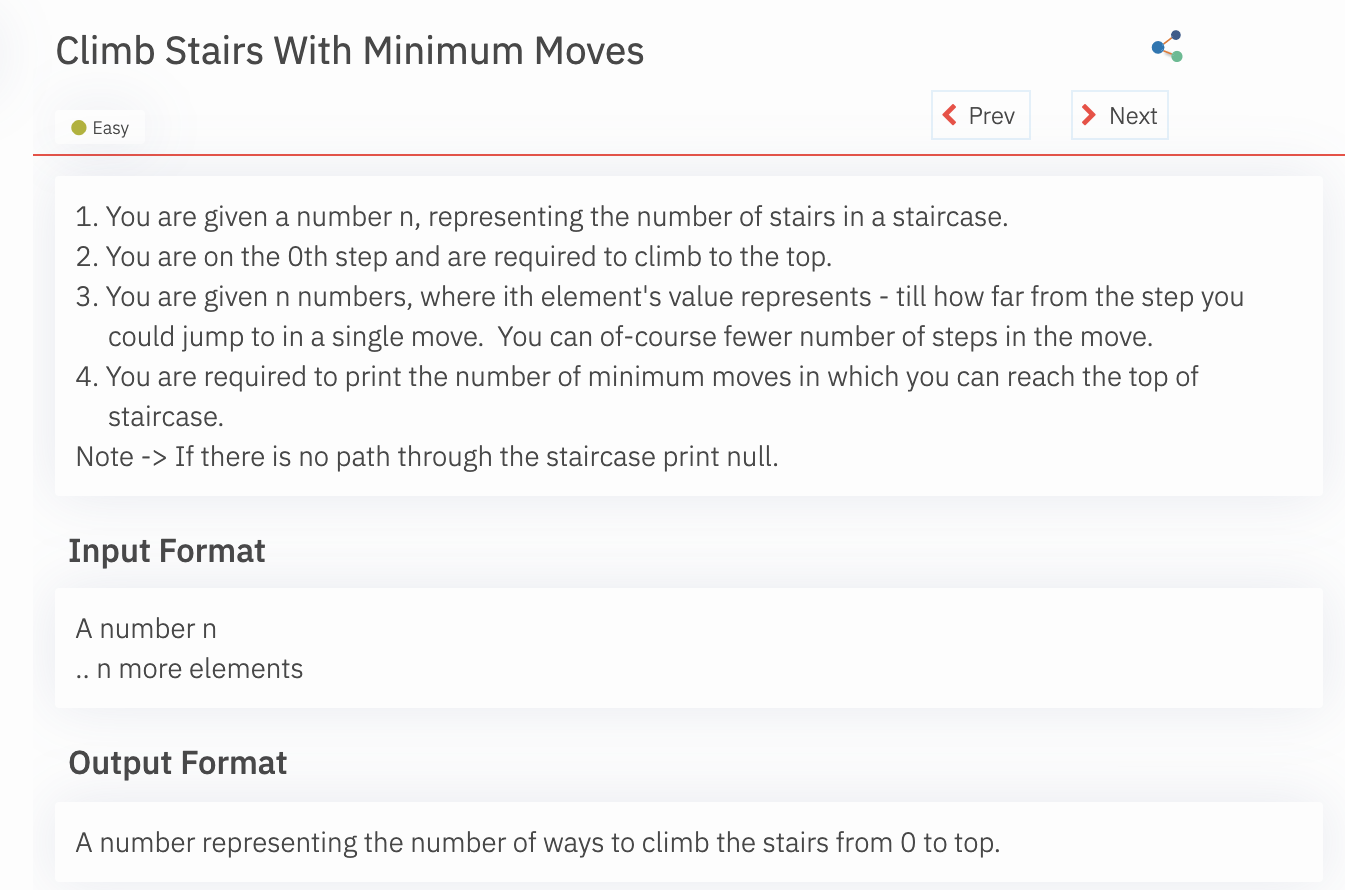 Climb Stairs With Minimum Moves
Easy
Prev
Next
1. You are given a number n, representing the number of stairs in a staircase.
2. You are on the 0th step and are required to climb to the top.
3. You are given n numbers, where ith element's value represents - till how far from the step you
could jump to in a single move.  You can of-course fewer number of steps in the move.
4. You are required to print the number of minimum moves in which you can reach the top of
staircase.
Note -> If there is no path through the staircase print null.
Input Format
A number n
.. n more elements
Output Format
A number representing the number of ways to climb the stairs from 0 to top.